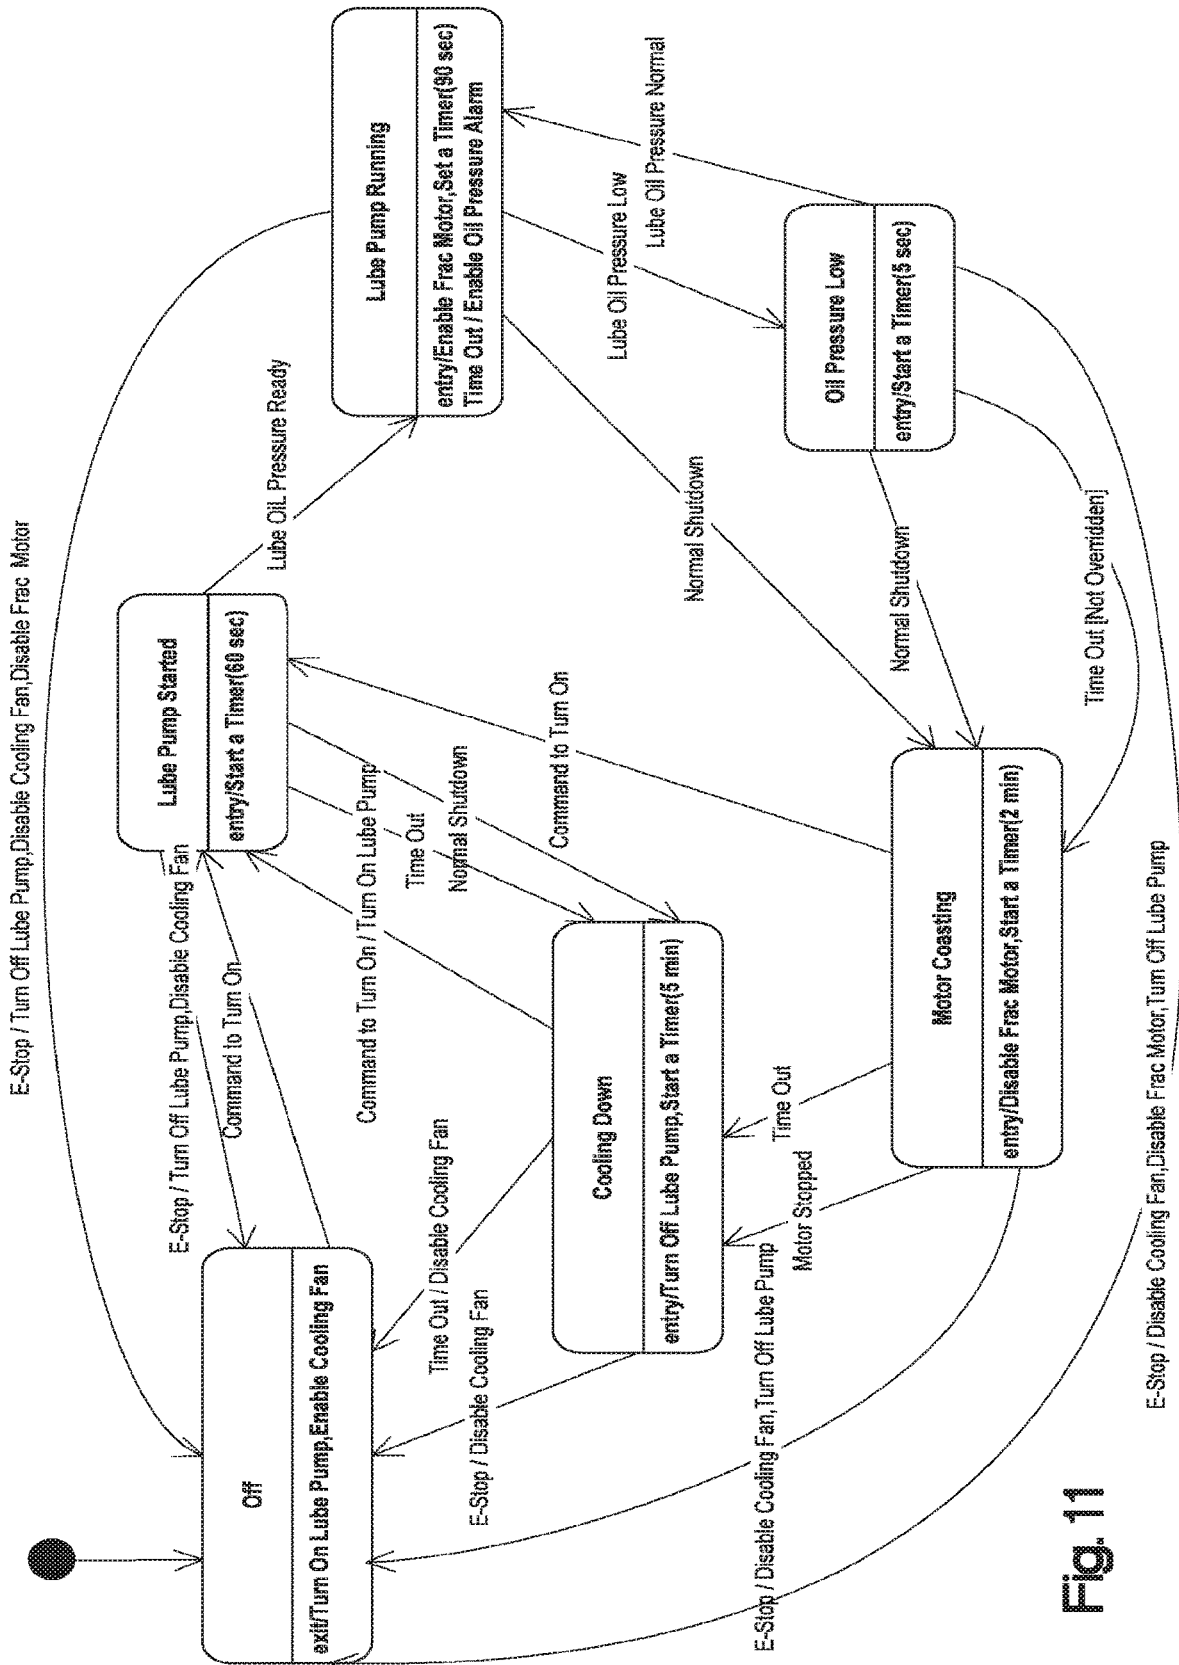 E-Stop / Turn Off Lube Pump,Disable Cooling Fan,Disable Frac Motor
Off
exit/Turn On Lube Pump,Enable Cooling Fan
E-Stop / Turn Off Lube Pump,Disable Cooling Fan
Command to Turn On
Lube Pump Started
entry/Start a Timer(60 sec)
Lube OiL Pressure Ready
Lube Pump Running
entry/Enable Frac Motor,Set a Timer(90 sec)
Time Out / Enable Oil Pressure Alarm
Command to Turn On / Turn On Lube Pump
Time Out
Normal Shutdown
Time Out / Disable Cooling Fan
E-Stop / Disable Cooling Fan
Cooling Down
entry/Turn Off Lube Pump,Start a Timer(5 min)
Command to Turn On
Normal Shutdown
Lube Oil Pressure Low
Lube Oil Pressure Normal
Oil Pressure Low
entry/Start a Timer(5 sec)
Time Out
Motor Stopped
E-Stop / Disable Cooling Fan,Turn Off Lube Pump
Motor Coasting
entry/Disable Frac Motor,Start a Timer(2 min)
Normal Shutdown
Time Out [Not Overridden]
E-Stop / Disable Cooling Fan,Disable Frac Motor,Turn Off Lube Pump
Fig. 11